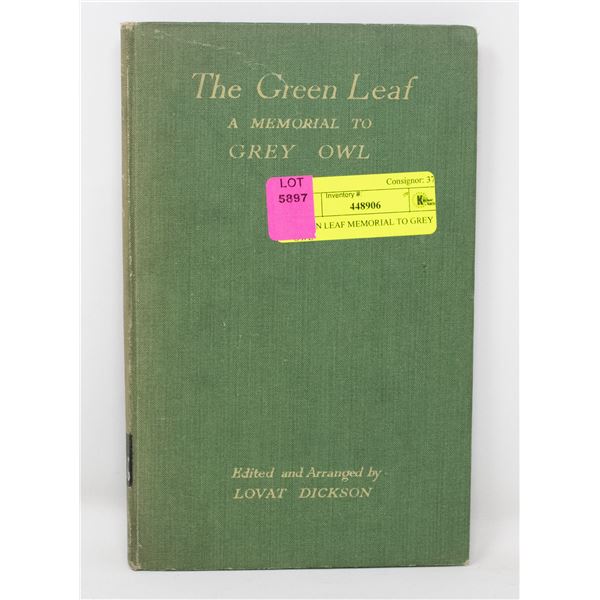 The Green Leaf
A MEMORIAL TO
GREY OWL
LOT
5897
Consignor: 37
Inventory #:
448906
LEAF MEMORIAL TO GREY
Edited and Arranged by
LOVAT DICKSON